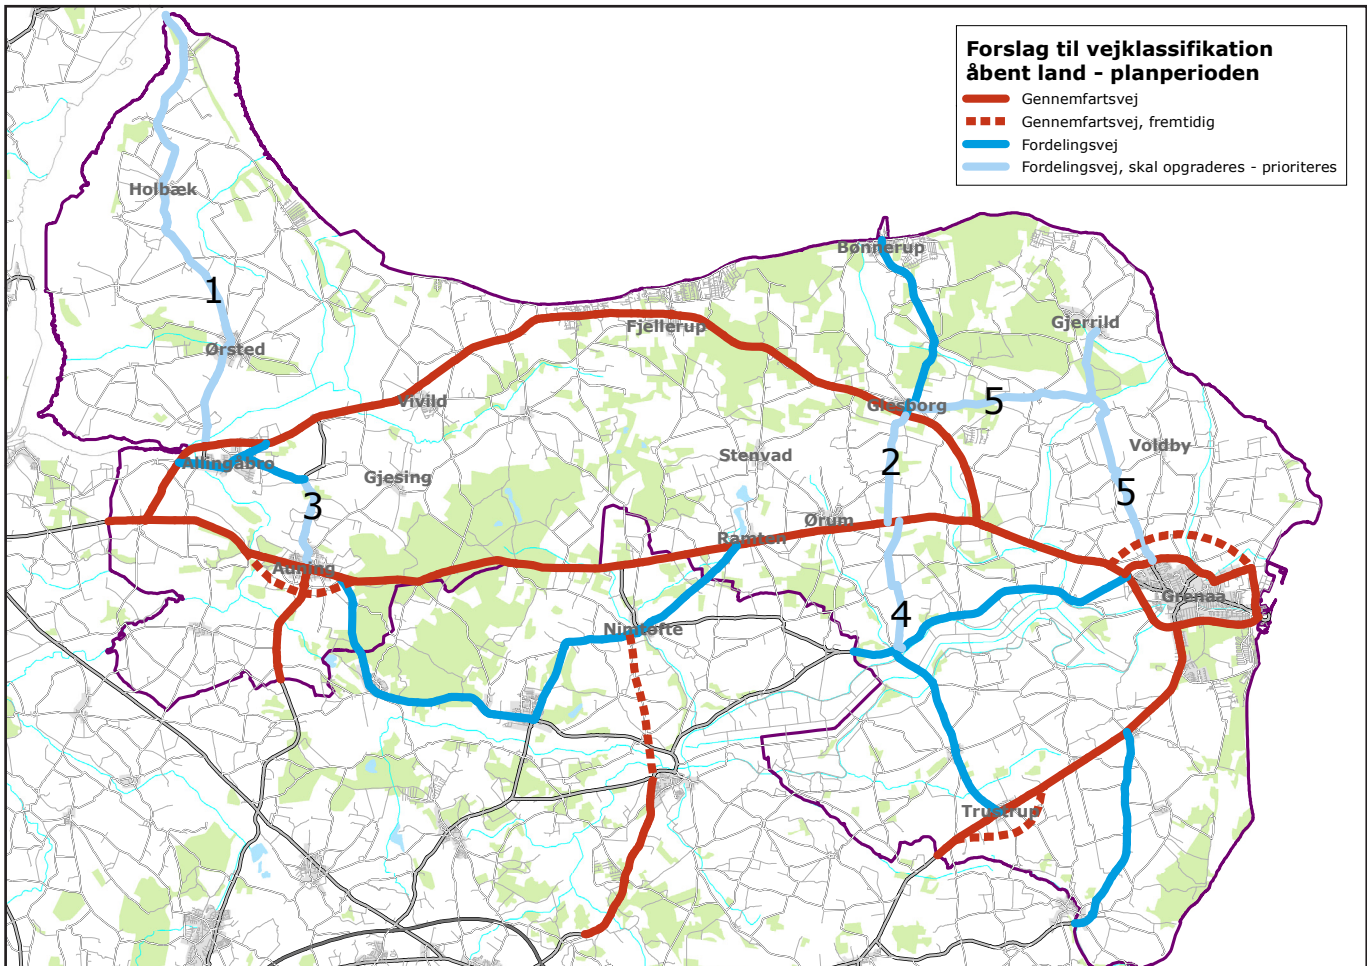 Forslag til vejklassifikation
åbent land - planperioden
Gennemfartsvej
Gennemfartsvej, fremtidig
Fordelingsvej
Fordelingsvej, skal opgraderes - prioriteres
Holbæk
Bønnerup
1
Gjerrild
Fjellerup
Ørsted
Vivild
Glesborg
5
Voldby
Stenvad
2
Allingåbro
Gjesing
5
3
Ørum
Ramten
Auning
Grenaa
4
Nimtofte
Trustrup